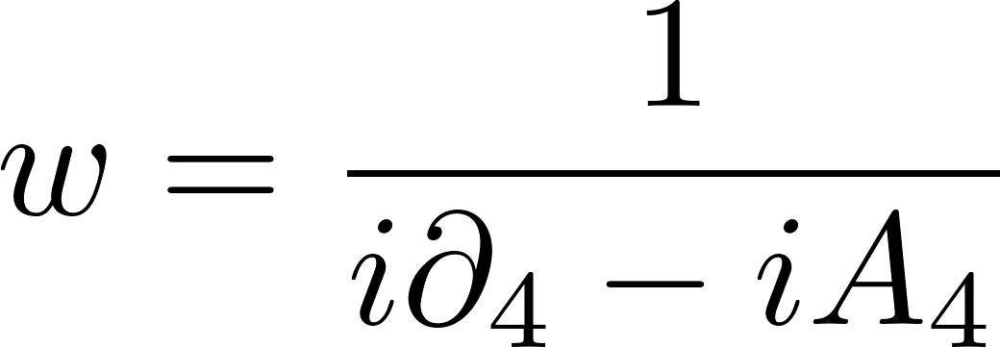 $w = \frac{1}{i\partial_4 - iA_4}$